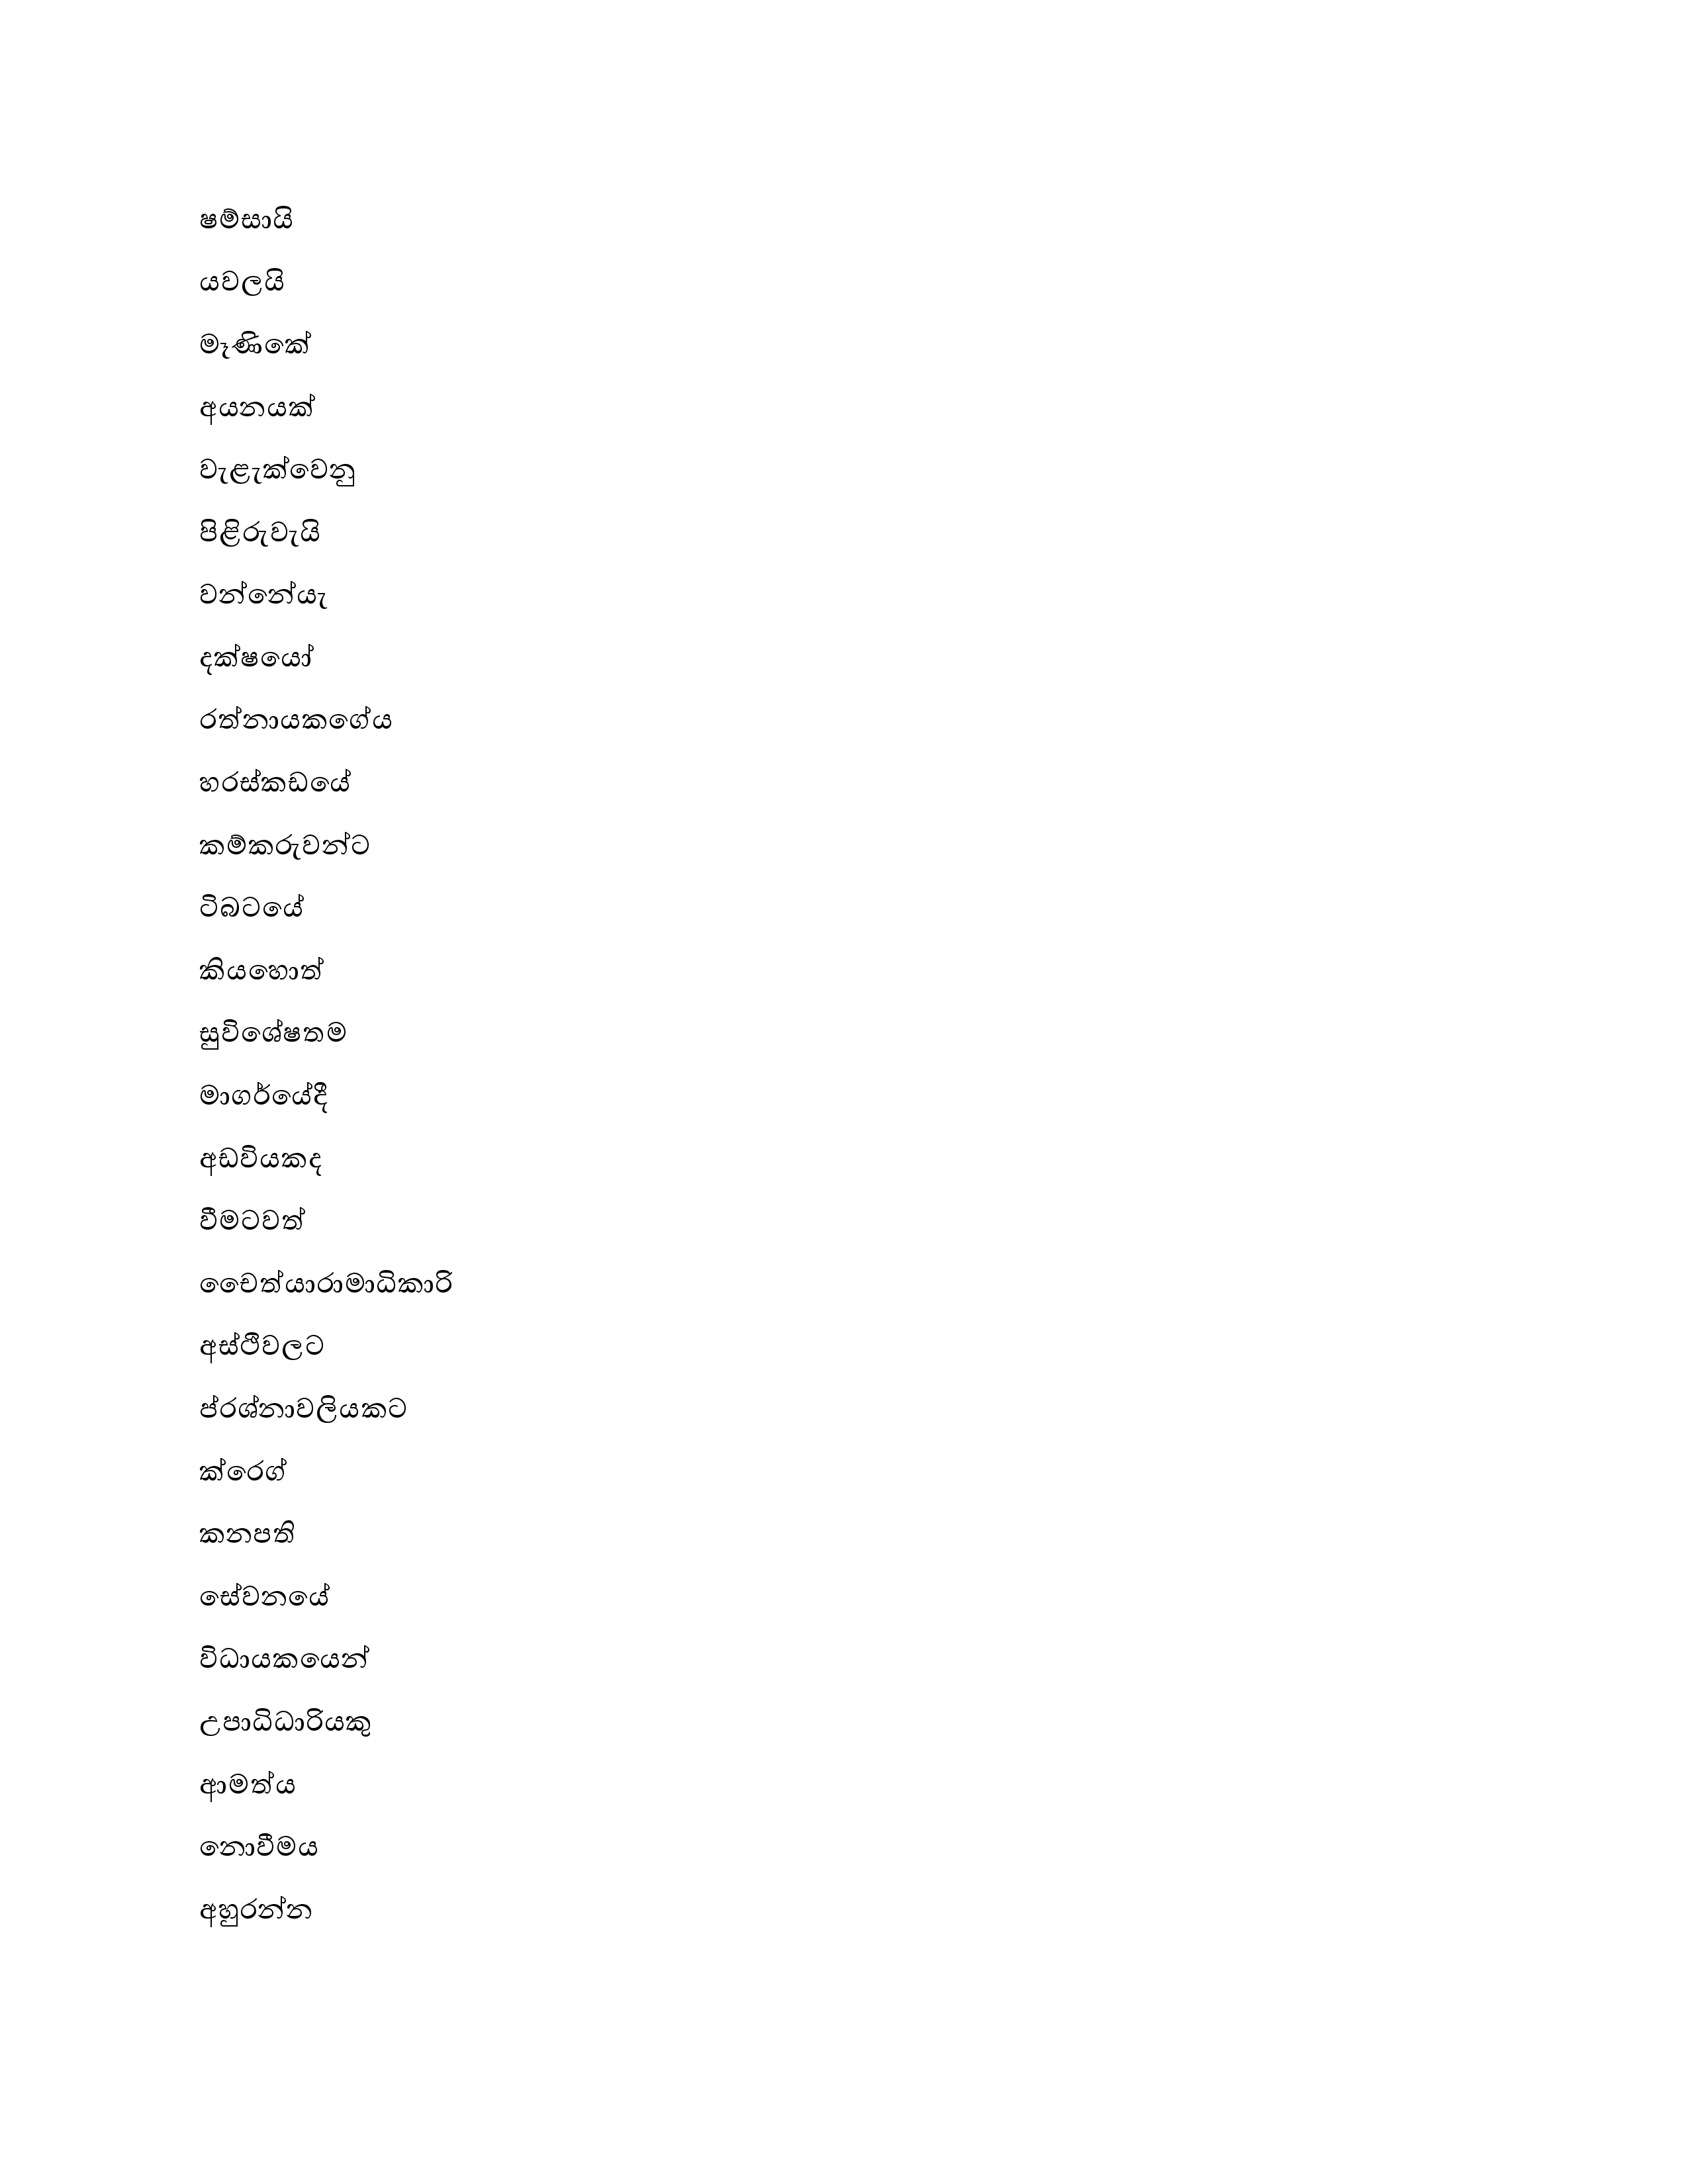 ෂම්සායි
යවලයි
මෑණිකේ
අයනයක්
වැළැක්වෙනු
පිළිරුවැයි
වන්නේයැ
දක්ෂයෝ
රත්නායකගේය
හරස්කඩයේ
කම්කරුවන්ට
ටිබටයේ
කියහොත්
සුවිශේෂතම
මාගර්යේදී
අඩවියකද
වීමටවත්
චෛත්යාරාමාධිකාරි
අස්ථිවලට
ප්රශ්නාවලියකට
ක්රෙග්
කනපති
සේවනයේ
විධායකයෙන්
උපාධිධාරියකු
ආමත්ය
නොවීමය
අහුරන්න